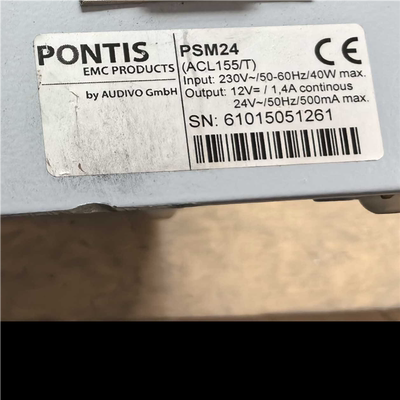 PONTIS
EMC PRODUCTS
by AUDIVO GmbH
PSM24
(ACL155/T)
Input: 230V~/50-60Hz/40W max.
Output: 12V= / 1,4A continous
24V~/50Hz/500mA max.
SN: 61015051261
CE